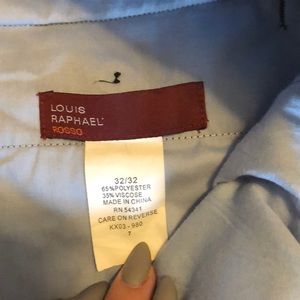 LOUIS
RAPHAEL
ROSSO
32/32
65%POLYESTER
35%VISCOSE
MADE IN CHINA
RN 54341
CARE ON REVERSE
KX03-980
7